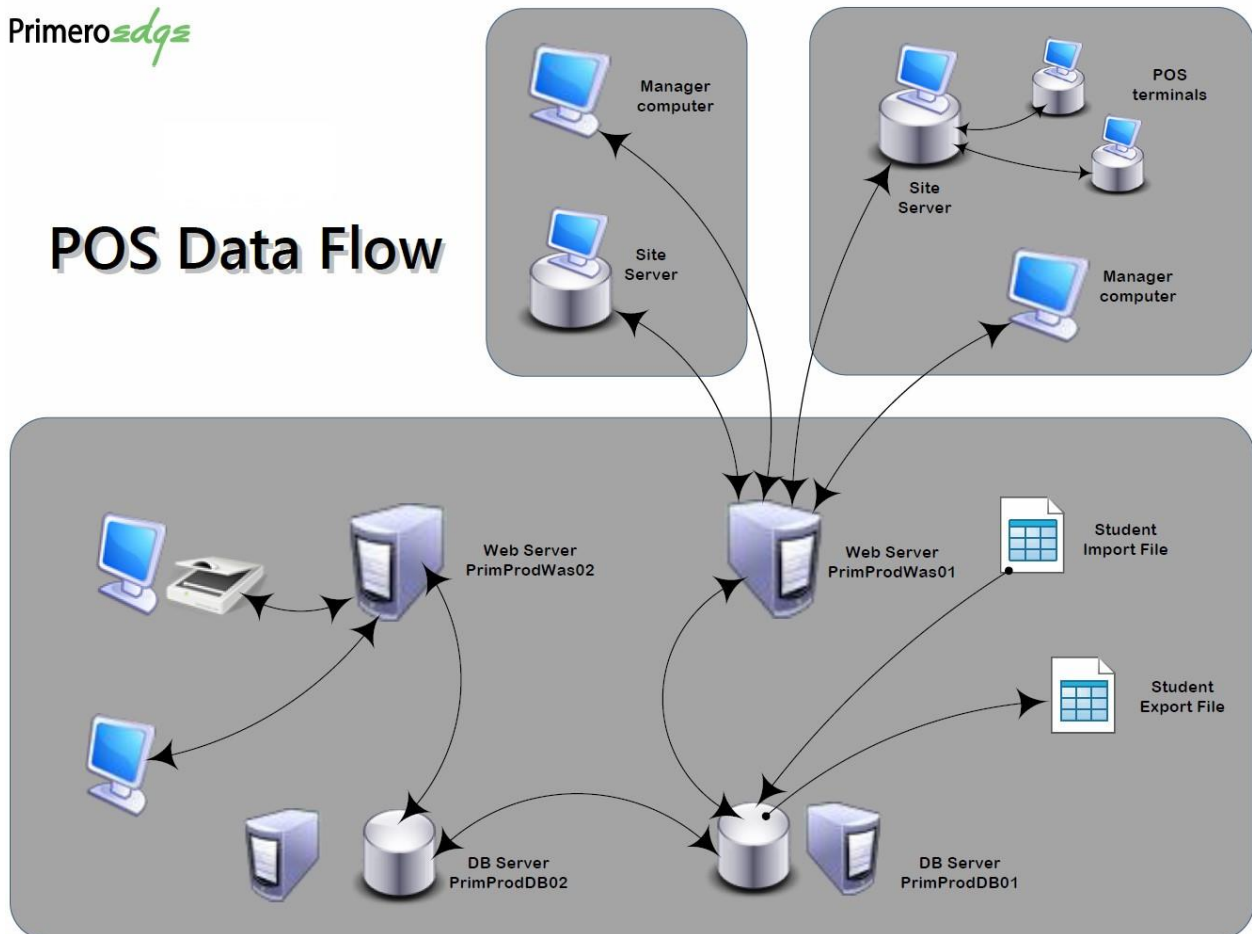 Primeroedge
POS Data Flow
Manager
computer
Site
Server
POS
terminals
Site
Server
Manager
computer
Web Server
PrimProdWas02
Web Server
PrimProdWas01
Student
Import File
Student
Export File
DB Server
PrimProdDB02
DB Server
PrimProdDB01